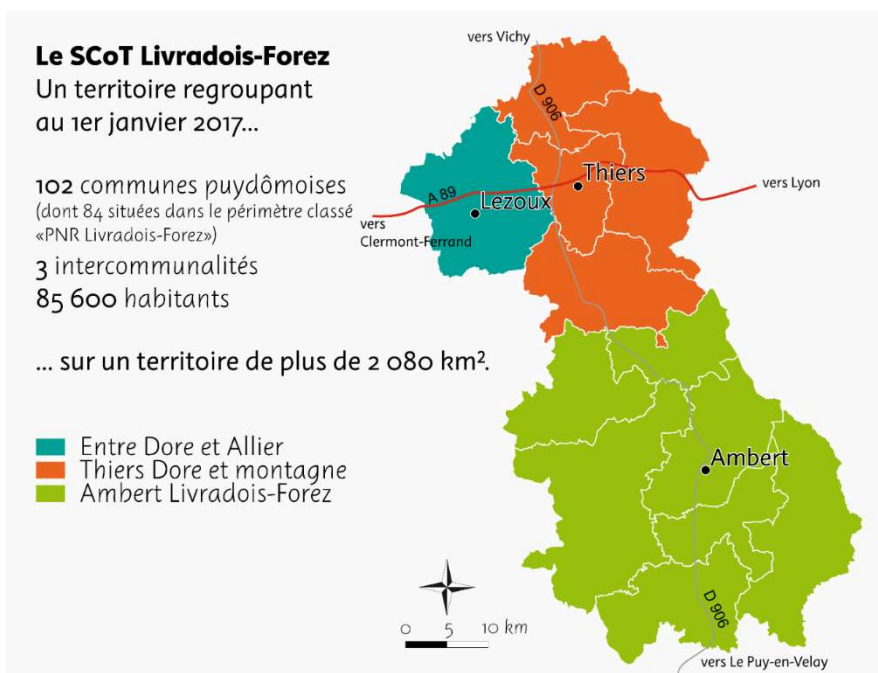 Le SCoT Livradois-Forez
Un territoire regroupant
au 1er janvier 2017...
102 communes puydômoises
(dont 84 situées dans le périmètre classé
«PNR Livradois-Forez»)
3 intercommunalités
85 600 habitants
... sur un territoire de plus de 2 080 km².
Entre Dore et Allier
Thiers Dore et montagne
Ambert Livradois-Forez
vers Vichy
D 906
Thiers
A 89
Lezoux
vers Lyon
vers
Clermont-Ferrand
Ambert
D 906
0 5 10 km
vers Le Puy-en-Velay